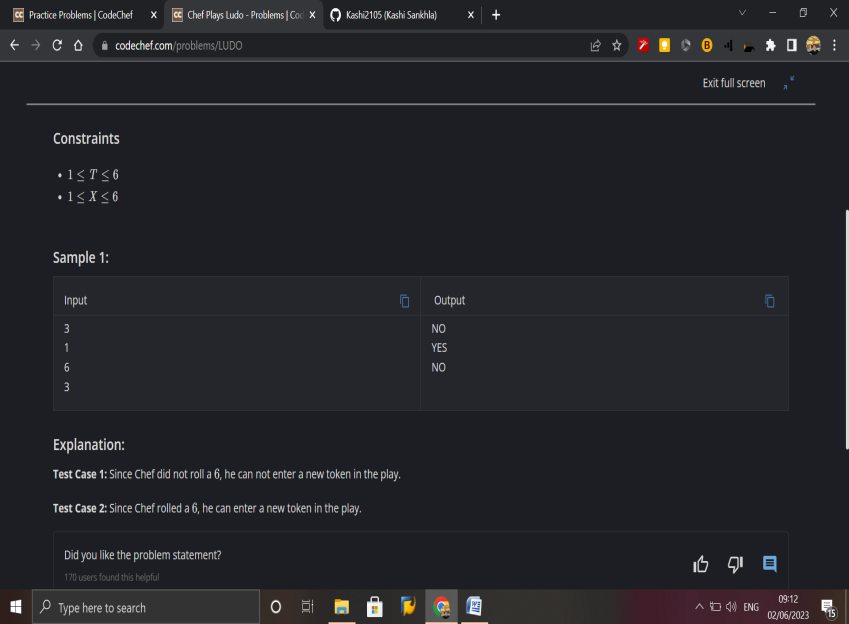 Practice Problems | CodeChef
Chef Plays Ludo - Problems | Co
Kashi2105 (Kashi Sankhla)
codechef.com/problems/LUDO
Exit full screen
Constraints
• 1 ≤ T ≤ 6
• 1 ≤ X ≤ 6
Sample 1:
Input
Output
3
NO
1
YES
6
NO
3
Explanation:
Test Case 1: Since Chef did not roll a 6, he can not enter a new token in the play.
Test Case 2: Since Chef rolled a 6, he can enter a new token in the play.
Did you like the problem statement?
170 users found this helpful
Type here to search
ENG
09:12
02/06/2023
15